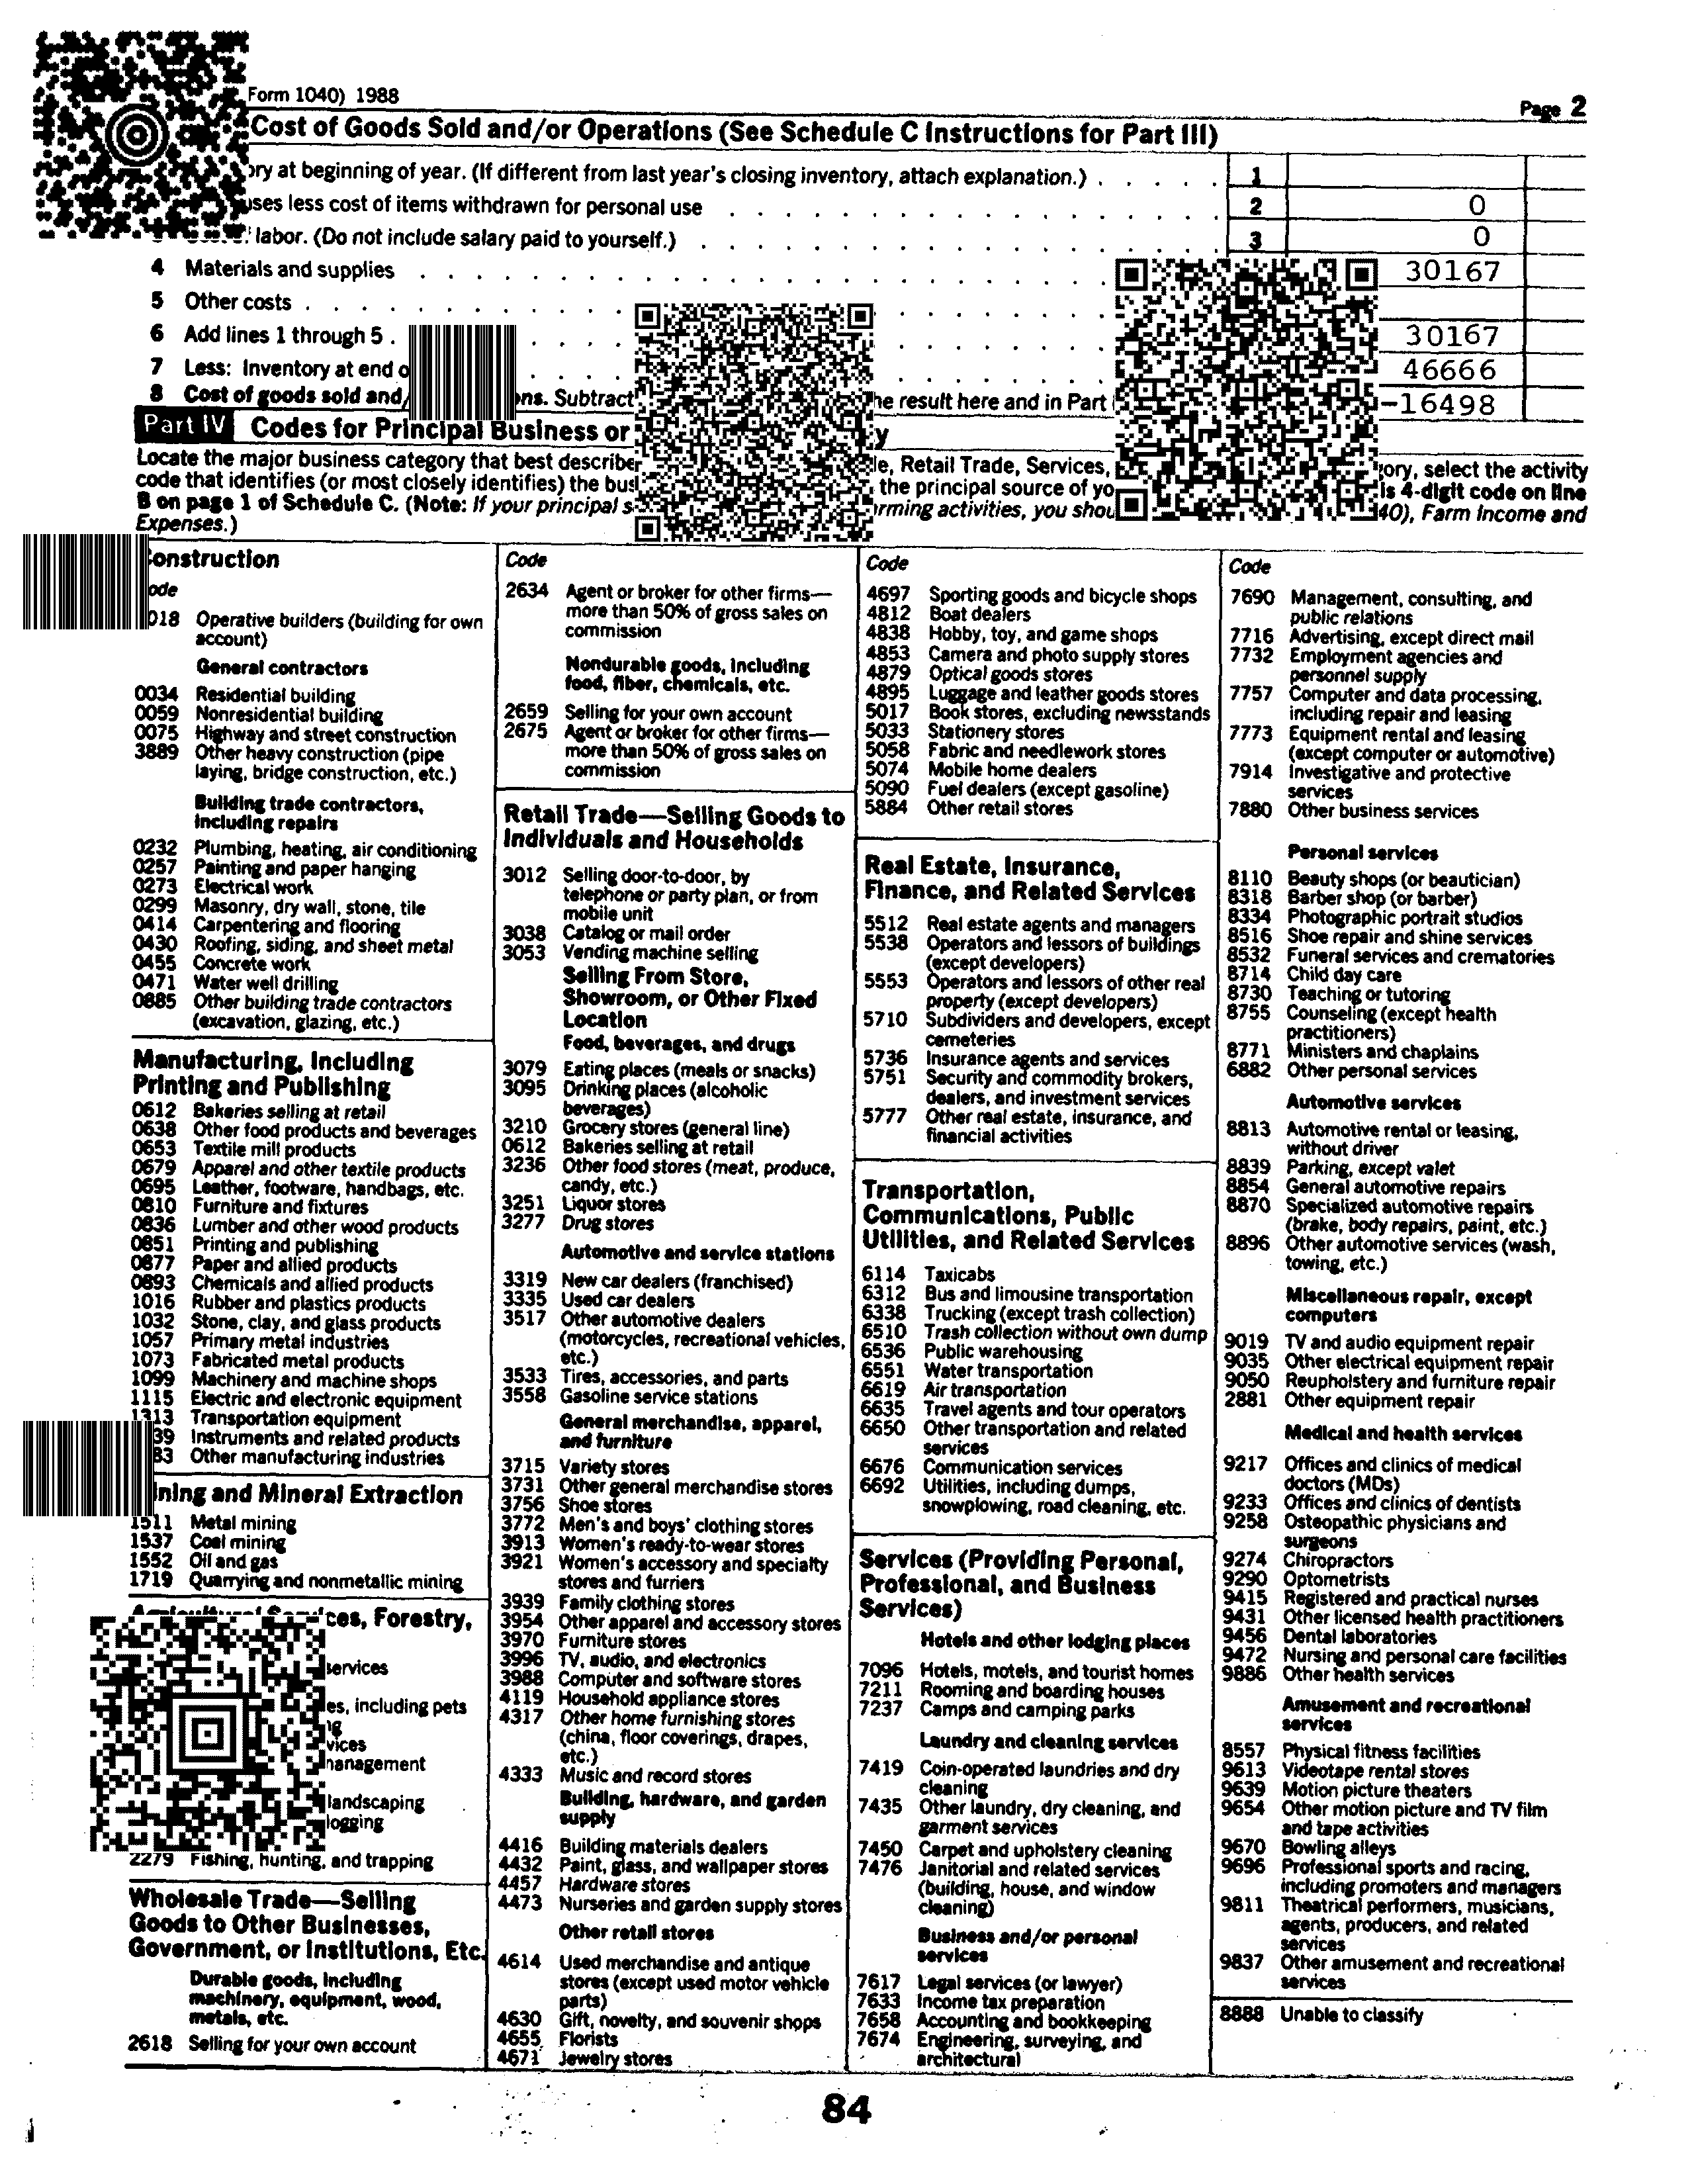 Form 1040) 1988
Page 2
Cost of Goods Sold and/or Operations (See Schedule C Instructions for Part III)
at beginning of year. (If different from last year's closing inventory, attach explanation.) . . . . . 1
less cost of items withdrawn for personal use . . . . . . . . . . . . . . . . . . 2 0
labor. (Do not include salary paid to yourself.) . . . . . . . . . . . . . . . . . . 3 0
4 Materials and supplies . . . . . . . . . . . . . . . . . . . . . . . . 30167
5 Other costs . . . . . . . . . . . . . . . . . .
6 Add lines 1 through 5 . . . . . . . . . . . . . . 30167
7 Less: Inventory at end . . . . . . . . . . . 46666
8 Cost of goods sold Subtract result here and in Part -16498
Part IV Codes for Principal Business or
Locate the major business category that best Retail Trade, Services, select the activity
code that identifies (or most closely identifies) the the principal source of 4-digit code on line
B on page 1 of Schedule C. (Note: If your principal activities, you Farm Income and
Expenses.)
Construction
Code
Operative builders (building for own
account)
General contractors
0034 Residential building
0059 Nonresidential building
0075 Highway and street construction
3889 Other heavy construction (pipe
laying, bridge construction, etc.)
Building trade contractors,
including repairs
0232 Plumbing, heating, air conditioning
0257 Painting and paper hanging
0273 Electrical work
0299 Masonry, dry wall, stone, tile
0414 Carpentering and flooring
0430 Roofing, siding, and sheet metal
0455 Concrete work
0471 Water well drilling
0885 Other building trade contractors
(excavation, glazing, etc.)
Manufacturing, Including
Printing and Publishing
0612 Bakeries selling at retail
0638 Other food products and beverages
0653 Textile mill products
0679 Apparel and other textile products
0695 Leather, footware, handbags, etc.
0810 Furniture and fixtures
0836 Lumber and other wood products
0851 Printing and publishing
0877 Paper and allied products
0893 Chemicals and allied products
1016 Rubber and plastics products
1032 Stone, clay, and glass products
1057 Primary metal industries
1073 Fabricated metal products
1099 Machinery and machine shops
1115 Electric and electronic equipment
1313 Transportation equipment
39 Instruments and related products
83 Other manufacturing industries
Mining and Mineral Extraction
1511 Metal mining
1537 Coal mining
1552 Oil and gas
1719 Quarrying and nonmetallic mining
Agricultural Services, Forestry,
services
including pets
management
landscaping
logging
2279 Fishing, hunting, and trapping
Wholesale Trade—Selling
Goods to Other Businesses,
Government, or Institutions, Etc.
Durable goods, including
machinery, equipment, wood,
metals, etc.
2618 Selling for your own account
Code
2634 Agent or broker for other firms—
more than 50% of gross sales on
commission
Nondurable goods, including
food, fiber, chemicals, etc.
2659 Selling for your own account
2675 Agent or broker for other firms—
more than 50% of gross sales on
commission
Retail Trade—Selling Goods to
Individuals and Households
3012 Selling door-to-door, by
telephone or party plan, or from
mobile unit
3038 Catalog or mail order
3053 Vending machine selling
Selling From Store,
Showroom, or Other Fixed
Location
Food, beverages, and drugs
3079 Eating places (meals or snacks)
3095 Drinking places (alcoholic
beverages)
3210 Grocery stores (general line)
0612 Bakeries selling at retail
3236 Other food stores (meat, produce,
candy, etc.)
3251 Liquor stores
3277 Drug stores
Automotive and service stations
3319 New car dealers (franchised)
3335 Used car dealers
3517 Other automotive dealers
(motorcycles, recreational vehicles,
etc.)
3533 Tires, accessories, and parts
3558 Gasoline service stations
General merchandise, apparel,
and furniture
3715 Variety stores
3731 Other general merchandise stores
3756 Shoe stores
3772 Men's and boys' clothing stores
3913 Women's ready-to-wear stores
3921 Women's accessory and specialty
stores and furriers
3939 Family clothing stores
3954 Other apparel and accessory stores
3970 Furniture stores
3996 TV, audio, and electronics
3988 Computer and software stores
4119 Household appliance stores
4317 Other home furnishing stores
(china, floor coverings, drapes,
etc.)
4333 Music and record stores
Building, hardware, and garden
supply
4416 Building materials dealers
4432 Paint, glass, and wallpaper stores
4457 Hardware stores
4473 Nurseries and garden supply stores
Other retail stores
4614 Used merchandise and antique
stores (except used motor vehicle
parts)
4630 Gift, novelty, and souvenir shops
4655 Florists
4671 Jewelry stores
Code
4697 Sporting goods and bicycle shops
4812 Boat dealers
4838 Hobby, toy, and game shops
4853 Camera and photo supply stores
4879 Optical goods stores
4895 Luggage and leather goods stores
5017 Book stores, excluding newsstands
5033 Stationery stores
5058 Fabric and needlework stores
5074 Mobile home dealers
5090 Fuel dealers (except gasoline)
5884 Other retail stores
Real Estate, Insurance,
Finance, and Related Services
5512 Real estate agents and managers
5538 Operators and lessors of buildings
(except developers)
5553 Operators and lessors of other real
property (except developers)
5710 Subdividers and developers, except
cemeteries
5736 Insurance agents and services
5751 Security and commodity brokers,
dealers, and investment services
5777 Other real estate, insurance, and
financial activities
Transportation,
Communications, Public
Utilities, and Related Services
6114 Taxicabs
6312 Bus and limousine transportation
6338 Trucking (except trash collection)
6510 Trash collection without own dump
6536 Public warehousing
6551 Water transportation
6619 Air transportation
6635 Travel agents and tour operators
6650 Other transportation and related
services
6676 Communication services
6692 Utilities, including dumps,
snowplowing, road cleaning, etc.
Services (Providing Personal,
Professional, and Business
Services)
Hotels and other lodging places
7096 Hotels, motels, and tourist homes
7211 Rooming and boarding houses
7237 Camps and camping parks
Laundry and cleaning services
7419 Coin-operated laundries and dry
cleaning
7435 Other laundry, dry cleaning, and
garment services
7450 Carpet and upholstery cleaning
7476 Janitorial and related services
(building, house, and window
cleaning)
Business and/or personal
services
7617 Legal services (or lawyer)
7633 Income tax preparation
7658 Accounting and bookkeeping
7674 Engineering, surveying, and
architectural
Code
7690 Management, consulting, and
public relations
7716 Advertising, except direct mail
7732 Employment agencies and
personnel supply
7757 Computer and data processing,
including repair and leasing
7773 Equipment rental and leasing
(except computer or automotive)
7914 Investigative and protective
services
7880 Other business services
Personal services
8110 Beauty shops (or beautician)
8318 Barber shop (or barber)
8334 Photographic portrait studios
8516 Shoe repair and shine services
8532 Funeral services and crematories
8714 Child day care
8730 Teaching or tutoring
8755 Counseling (except health
practitioners)
8771 Ministers and chaplains
6882 Other personal services
Automotive services
8813 Automotive rental or leasing,
without driver
8839 Parking, except valet
8854 General automotive repairs
8870 Specialized automotive repairs
(brake, body repairs, paint, etc.)
8896 Other automotive services (wash,
towing, etc.)
Miscellaneous repair, except
computers
9019 TV and audio equipment repair
9035 Other electrical equipment repair
9050 Reupholstery and furniture repair
2881 Other equipment repair
Medical and health services
9217 Offices and clinics of medical
doctors (MDs)
9233 Offices and clinics of dentists
9258 Osteopathic physicians and
surgeons
9274 Chiropractors
9290 Optometrists
9415 Registered and practical nurses
9431 Other licensed health practitioners
9456 Dental laboratories
9472 Nursing and personal care facilities
9886 Other health services
Amusement and recreational
services
8557 Physical fitness facilities
9613 Videotape rental stores
9639 Motion picture theaters
9654 Other motion picture and TV film
and tape activities
9670 Bowling alleys
9696 Professional sports and racing,
including promoters and managers
9811 Theatrical performers, musicians,
agents, producers, and related
services
9837 Other amusement and recreational
services
8888 Unable to classify
84